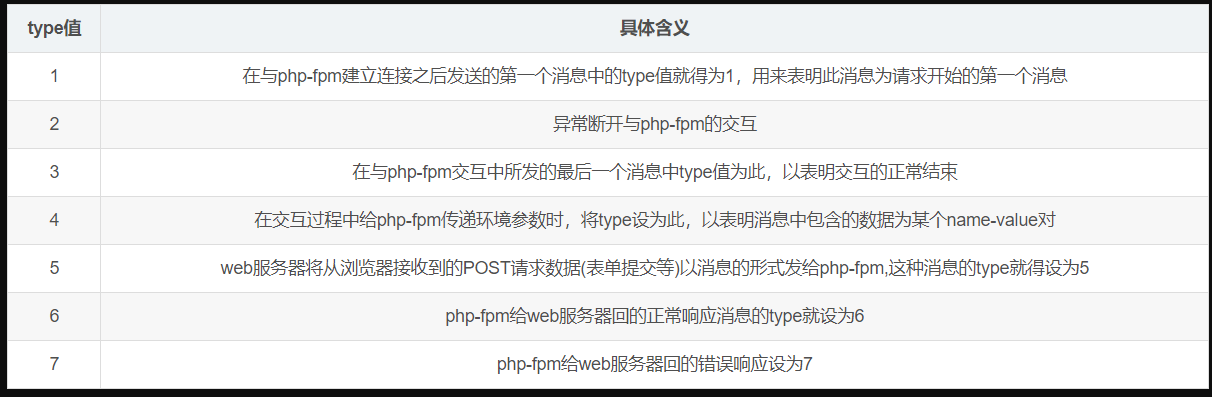 type值 具体含义
1 在与php-fpm建立连接之后发送的第一个消息中的type值就得为1，用来表明此消息为请求开始的第一个消息
2 异常断开与php-fpm的交互
3 在与php-fpm交互中所发的最后一个消息中type值为此，以表明交互的正常结束
4 在交互过程中给php-fpm传递环境参数时，将type设为此，以表明消息中包含的数据为某个name-value对
5 web服务器将从浏览器接收到的POST请求数据(表单提交等)以消息的形式发给php-fpm,这种消息的type就得设为5
6 php-fpm给web服务器回的正常响应消息的type就设为6
7 php-fpm给web服务器回的错误响应设为7